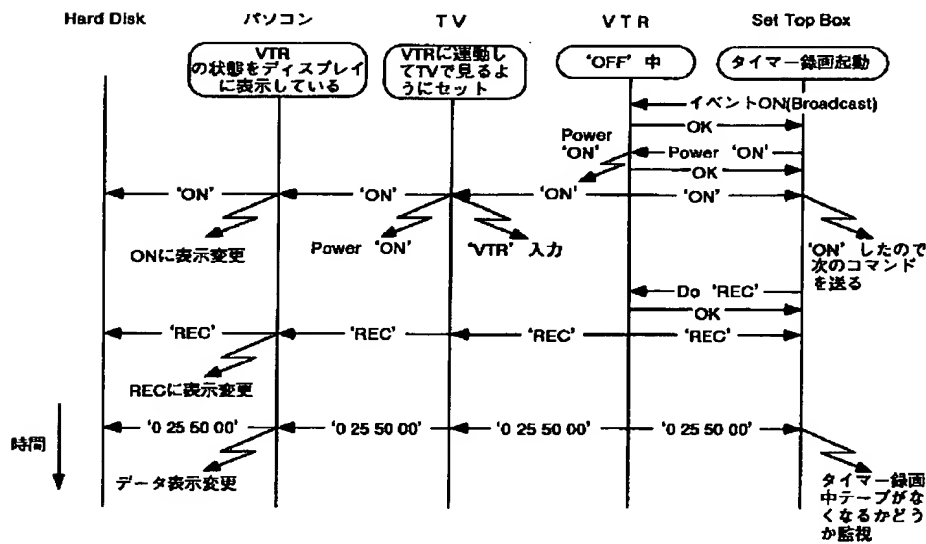 Hard Disk パソコン TV VTR Set Top Box
VTR
の状態をディスプレイ
に表示している
VTRに連動し
てTVで見るよ
うにセット
'OFF' 中
タイマー録画起動
イベントON(Broadcast)
OK
Power
'ON'
Power 'ON'
OK
'ON' 'ON' 'ON' 'ON'
ONに表示変更
Power 'ON'
'VTR' 入力
'ON' したので
次のコマンド
を送る
Do 'REC'
OK
'REC' 'REC' 'REC' 'REC'
RECに表示変更
時間
'0 25 50 00' '0 25 50 00' '0 25 50 00' '0 25 50 00'
データ表示変更
タイマー録画
中テープがな
くなるかどう
か監視